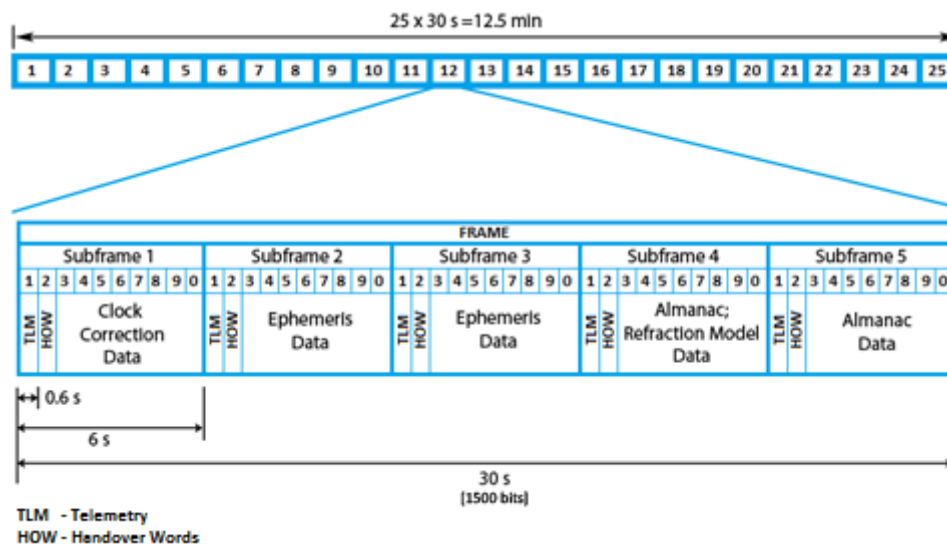 25 x 30 s =12.5 min
1 2 3 4 5 6 7 8 9 10 11 12 13 14 15 16 17 18 19 20 21 22 23 24 25
FRAME
Subframe 1 Subframe 2 Subframe 3 Subframe 4 Subframe 5
1 2 3 4 5 6 7 8 9 0 1 2 3 4 5 6 7 8 9 0 1 2 3 4 5 6 7 8 9 0 1 2 3 4 5 6 7 8 9 0 1 2 3 4 5 6 7 8 9 0
TLM HOW
Clock
Correction
Data
TLM HOW
Ephemeris
Data
TLM HOW
Ephemeris
Data
TLM HOW
Almanac;
Refraction Model
Data
TLM HOW
Almanac
Data
0.6 s
6 s
30 s
[1500 bits]
TLM - Telemetry
HOW - Handover Words